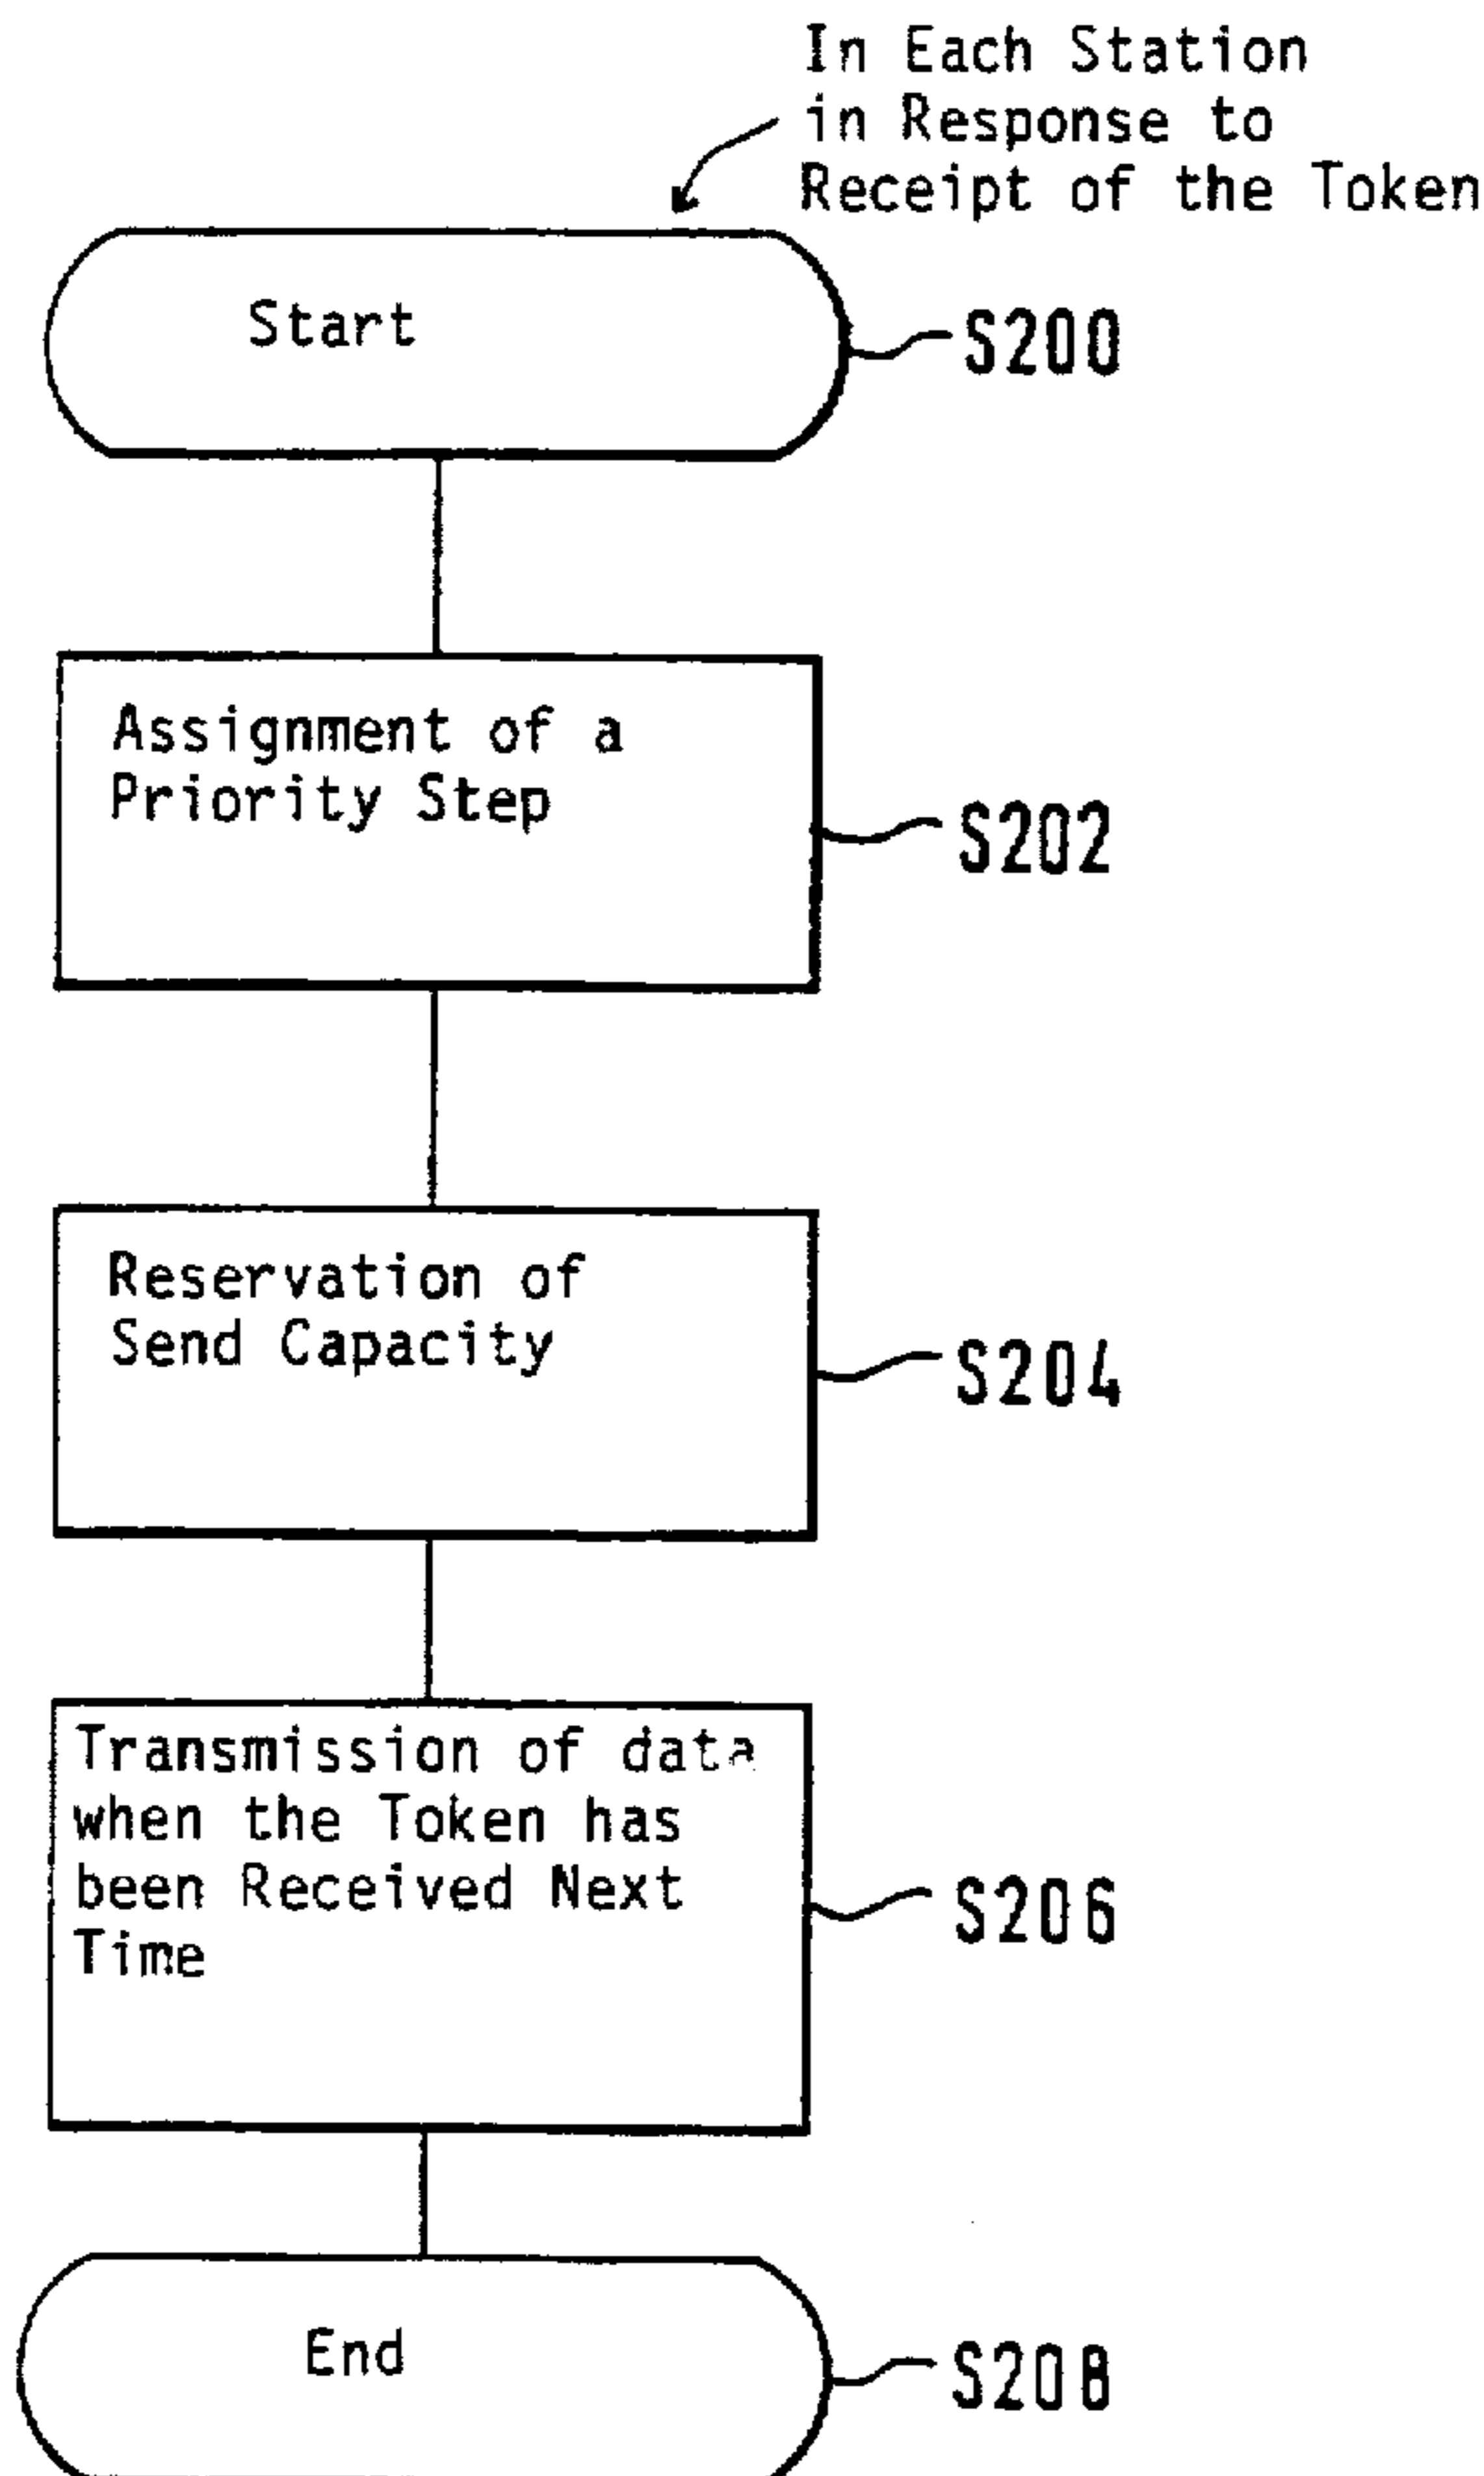 In Each Station
in Response to
Receipt of the Token
Start
S200
Assignment of a
Priority Step
S202
Reservation of
Send Capacity
S204
Transmission of data
when the Token has
been Received Next
Time
S206
End
S208